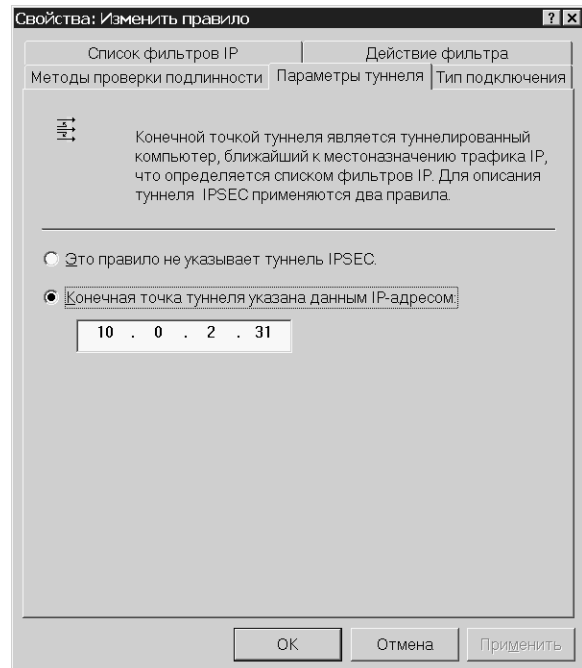 Свойства: Изменить правило
Список фильтров IP
Действие фильтра
Методы проверки подлинности
Параметры туннеля
Тип подключения
Конечной точкой туннеля является туннелированный
компьютер, ближайший к местоназначению трафика IP,
что определяется списком фильтров IP. Для описания
туннеля IPSEC применяются два правила.
Это правило не указывает туннель IPSEC.
Конечная точка туннеля указана данным IP-адресом:
10 . 0 . 2 . 31
ОК
Отмена
Применить